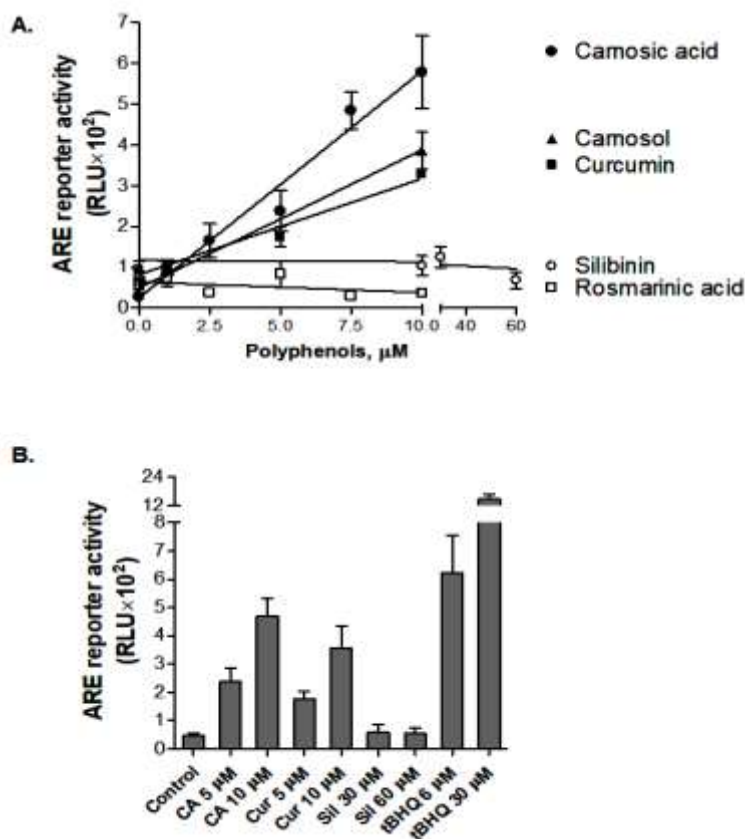 A.
ARE reporter activity
(RLU×10²)
7
6
5
4
3
2
1
0
0.0 2.5 5.0 7.5 10.0 40 60
Polyphenols, µM
Carnosic acid
Carnosol
Curcumin
Silibinin
Rosmarinic acid
B.
ARE reporter activity
(RLU×10²)
24
12
8
6
5
4
3
2
1
0
Control
CA 5 µM
CA 10 µM
Cur 5 µM
Cur 10 µM
Sil 30 µM
Sil 60 µM
tBHQ 6 µM
tBHQ 30 µM